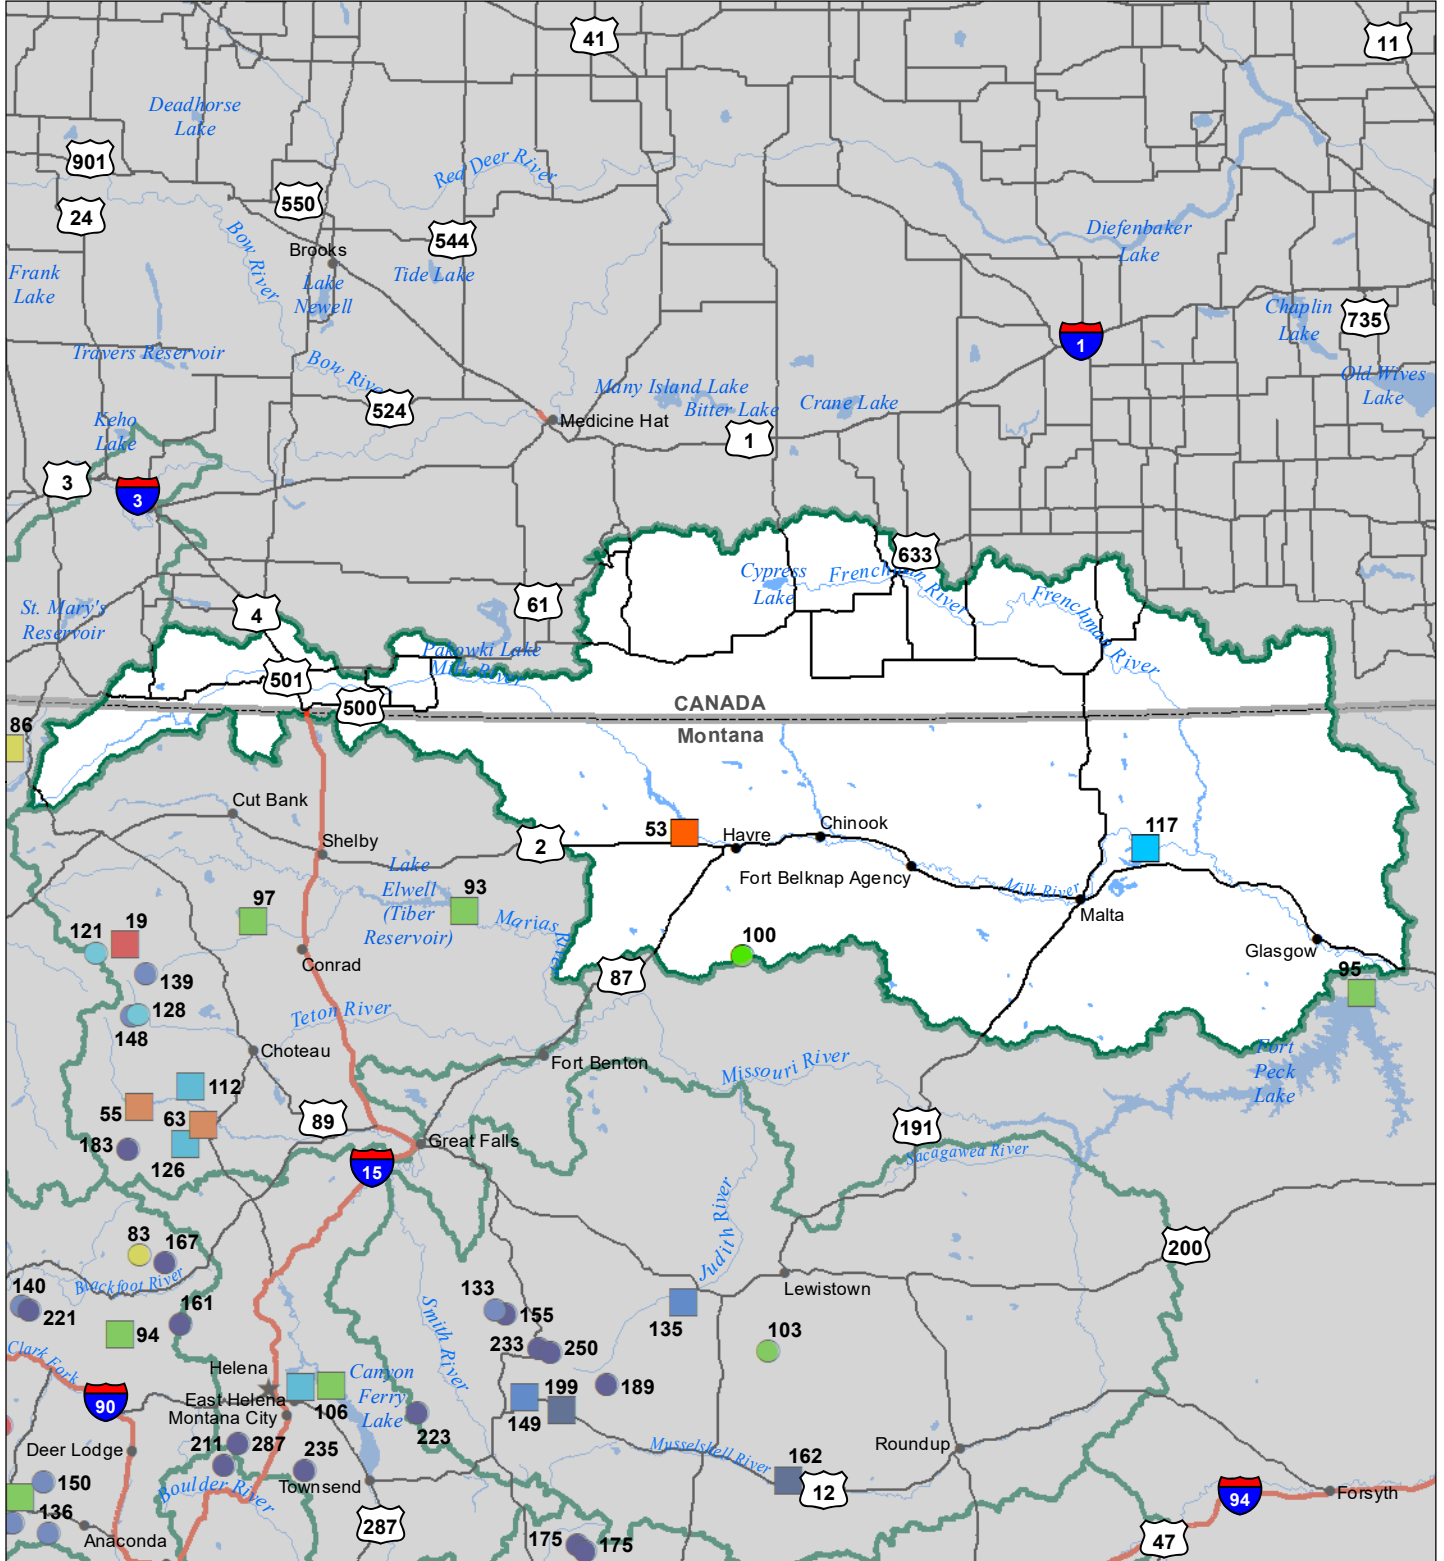 41
11
Deadhorse
Lake
901
Red Deer River
550
24
544
Bow River
Brooks
Diefenbaker
Lake
Frank
Lake
Tide Lake
Lake
Newell
Chaplin
Lake
735
1
Travers Reservoir
Bow River
Many Island Lake
Old Wives
Lake
524
Bitter Lake
Crane Lake
Keho
Lake
Medicine Hat
1
3
3
633
Cypress
Lake
Frenchman River
Frenchman River
61
St. Mary's
Reservoir
4
Pakowki Lake
Milk River
501
500
CANADA
Montana
86
Cut Bank
53
Havre
Chinook
117
Shelby
2
Lake
Elwell
(Tiber
Reservoir)
Fort Belknap Agency
Milk River
93
97
Malta
Marias River
19
121
100
Glasgow
Conrad
95
139
87
128
148
Teton River
Choteau
Fort Benton
Missouri River
Fort
Peck
Lake
112
55
63
89
191
183
126
Great Falls
Sacagawea River
15
Judith River
83
167
200
Blackfoot River
140
221
161
133
155
Lewistown
Smith River
135
94
233
250
103
Clark Fork
Helena
Canyon
Ferry
Lake
199
189
90
East Helena
106
Montana City
149
223
Deer Lodge
211
287
235
Musselshell River
Roundup
162
150
Boulder River
Townsend
12
94
Forsyth
136
287
Anaconda
175
175
47